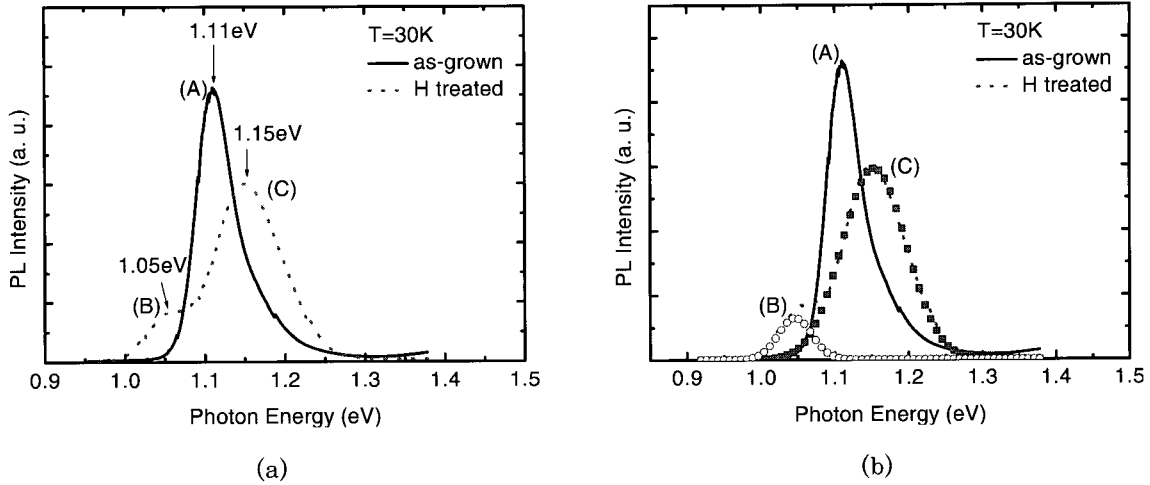 1.11eV
T=30K
as-grown
H treated
(A)
1.15eV
(C)
1.05eV
(B)
PL Intensity (a. u.)
0.9 1.0 1.1 1.2 1.3 1.4 1.5
Photon Energy (eV)
(a)
T=30K
as-grown
H treated
(A)
(C)
(B)
PL Intensity (a. u.)
0.9 1.0 1.1 1.2 1.3 1.4 1.5
Photon Energy (eV)
(b)